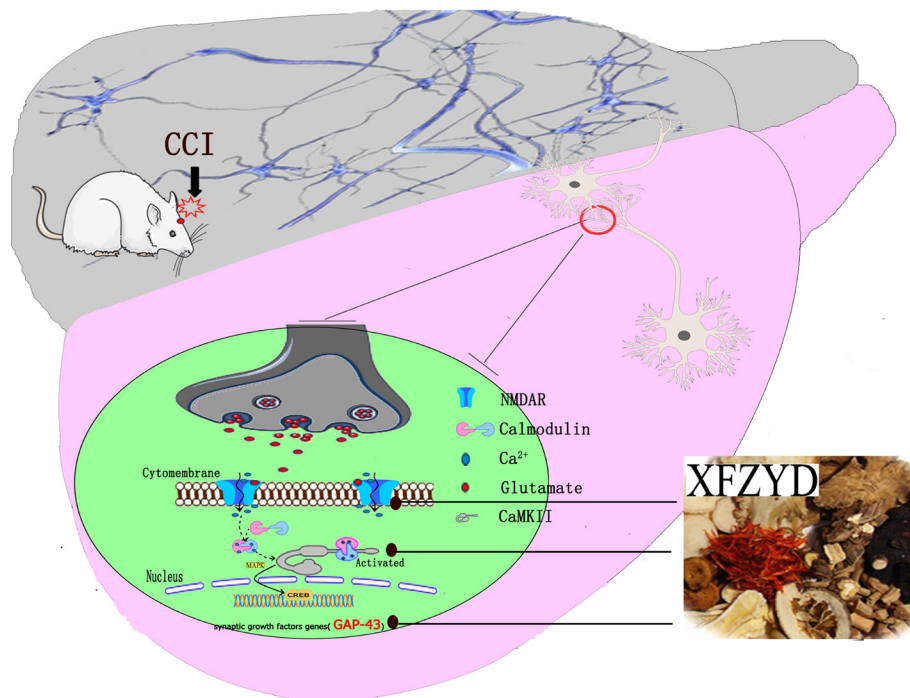 CCI
NMDAR
Calmodulin
Ca²⁺
Glutamate
CaMKII
Cytomembrane
XFZYD
MAPK
Activated
Nucleus
CREB
synaptic growth factors genes( GAP-43)